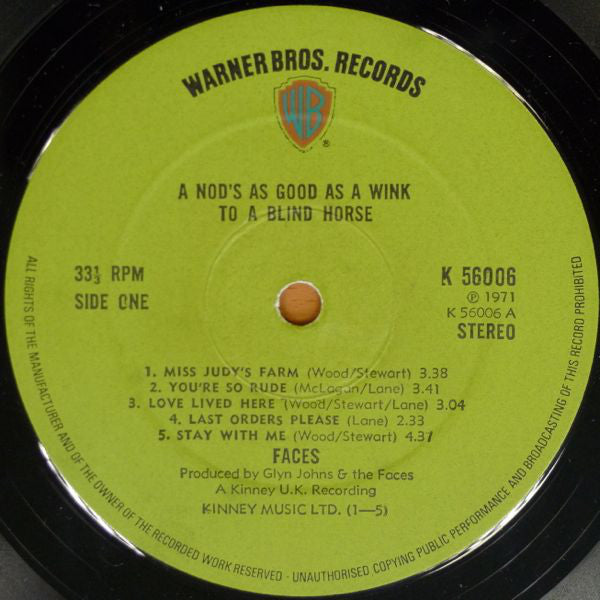 WARNER BROS. RECORDS
WB
®
A NOD'S AS GOOD AS A WINK
TO A BLIND HORSE
33⅓ RPM
SIDE ONE
K 56006
℗ 1971
K 56006 A
STEREO
1. MISS JUDY'S FARM (Wood/Stewart) 3.38
2. YOU'RE SO RUDE (McLagan/Lane) 3.41
3. LOVE LIVED HERE (Wood/Stewart/Lane) 3.04
4. LAST ORDERS PLEASE (Lane) 2.33
5. STAY WITH ME (Wood/Stewart) 4.37
FACES
Produced by Glyn Johns & the Faces
A Kinney U.K. Recording
KINNEY MUSIC LTD. (1—5)
ALL RIGHTS OF THE MANUFACTURER AND OF THE OWNER OF THE RECORDED WORK RESERVED · UNAUTHORISED COPYING PUBLIC PERFORMANCE AND BROADCASTING OF THIS RECORD PROHIBITED